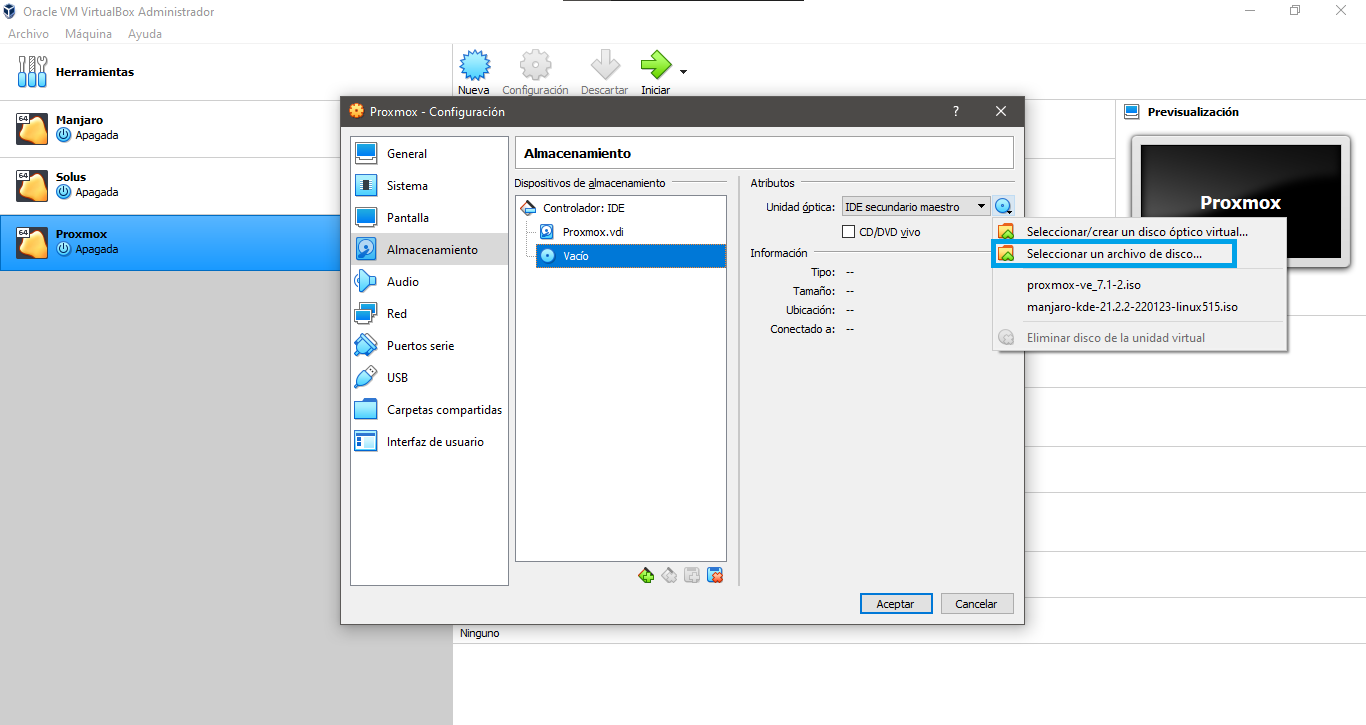 Oracle VM VirtualBox Administrador
Archivo Máquina Ayuda
Herramientas
64
Manjaro
Apagada
64
Solus
Apagada
64
Proxmox
Apagada
Nueva Configuración Descartar Iniciar
Previsualización
Proxmox
Proxmox - Configuración
?
General
Sistema
Pantalla
Almacenamiento
Audio
Red
Puertos serie
USB
Carpetas compartidas
Interfaz de usuario
Almacenamiento
Dispositivos de almacenamiento
Controlador: IDE
Proxmox.vdi
Vacío
Atributos
Unidad óptica: IDE secundario maestro
CD/DVD vivo
Información
Tipo: --
Tamaño: --
Ubicación: --
Conectado a: --
Seleccionar/crear un disco óptico virtual...
Seleccionar un archivo de disco...
proxmox-ve_7.1-2.iso
manjaro-kde-21.2.2-220123-linux515.iso
Eliminar disco de la unidad virtual
Aceptar Cancelar
Ninguno